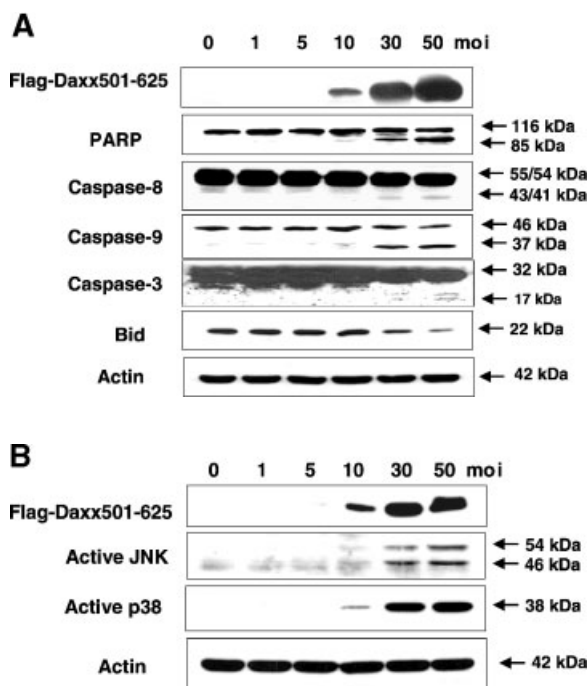 A
0 1 5 10 30 50 moi
Flag-Daxx501-625
PARP
116 kDa
85 kDa
Caspase-8
55/54 kDa
43/41 kDa
Caspase-9
46 kDa
37 kDa
Caspase-3
32 kDa
17 kDa
Bid
22 kDa
Actin
42 kDa
B
0 1 5 10 30 50 moi
Flag-Daxx501-625
Active JNK
54 kDa
46 kDa
Active p38
38 kDa
Actin
42 kDa